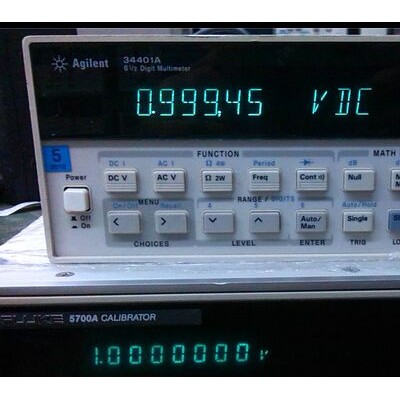 Agilent 34401A
6½ Digit Multimeter
0.999,45 VDC
5
FUNCTION MATH
DC I AC I Ω 4W Period dB
Power DC V AC V Ω 2W Freq Cont Null
On/Off MENU Recall RANGE / DIGITS Auto/Hold
4 5 6
Off
On
< > Auto/Man Single
CHOICES LEVEL ENTER TRIG
FLUKE 5700A CALIBRATOR
1.0000000 V